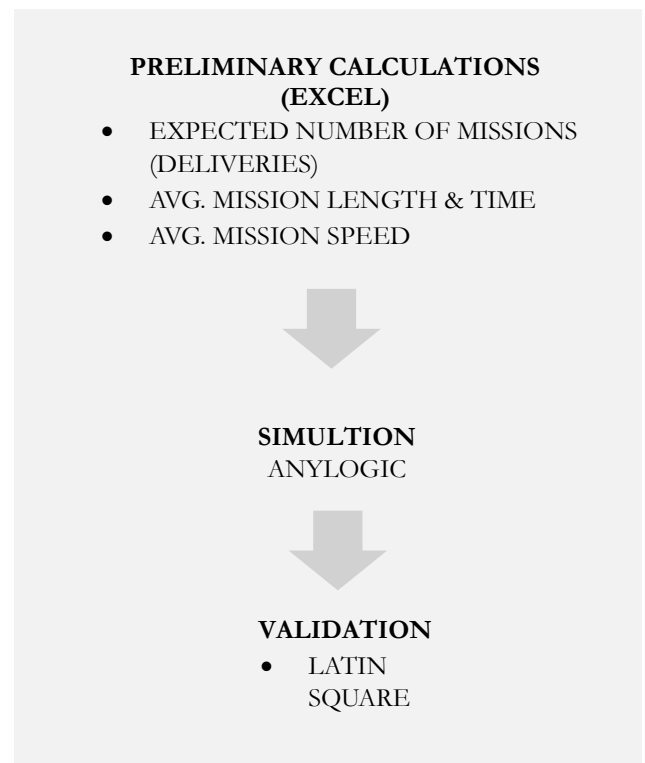 PRELIMINARY CALCULATIONS
(EXCEL)
• EXPECTED NUMBER OF MISSIONS
(DELIVERIES)
• AVG. MISSION LENGTH & TIME
• AVG. MISSION SPEED
SIMULTION
ANYLOGIC
VALIDATION
• LATIN
SQUARE